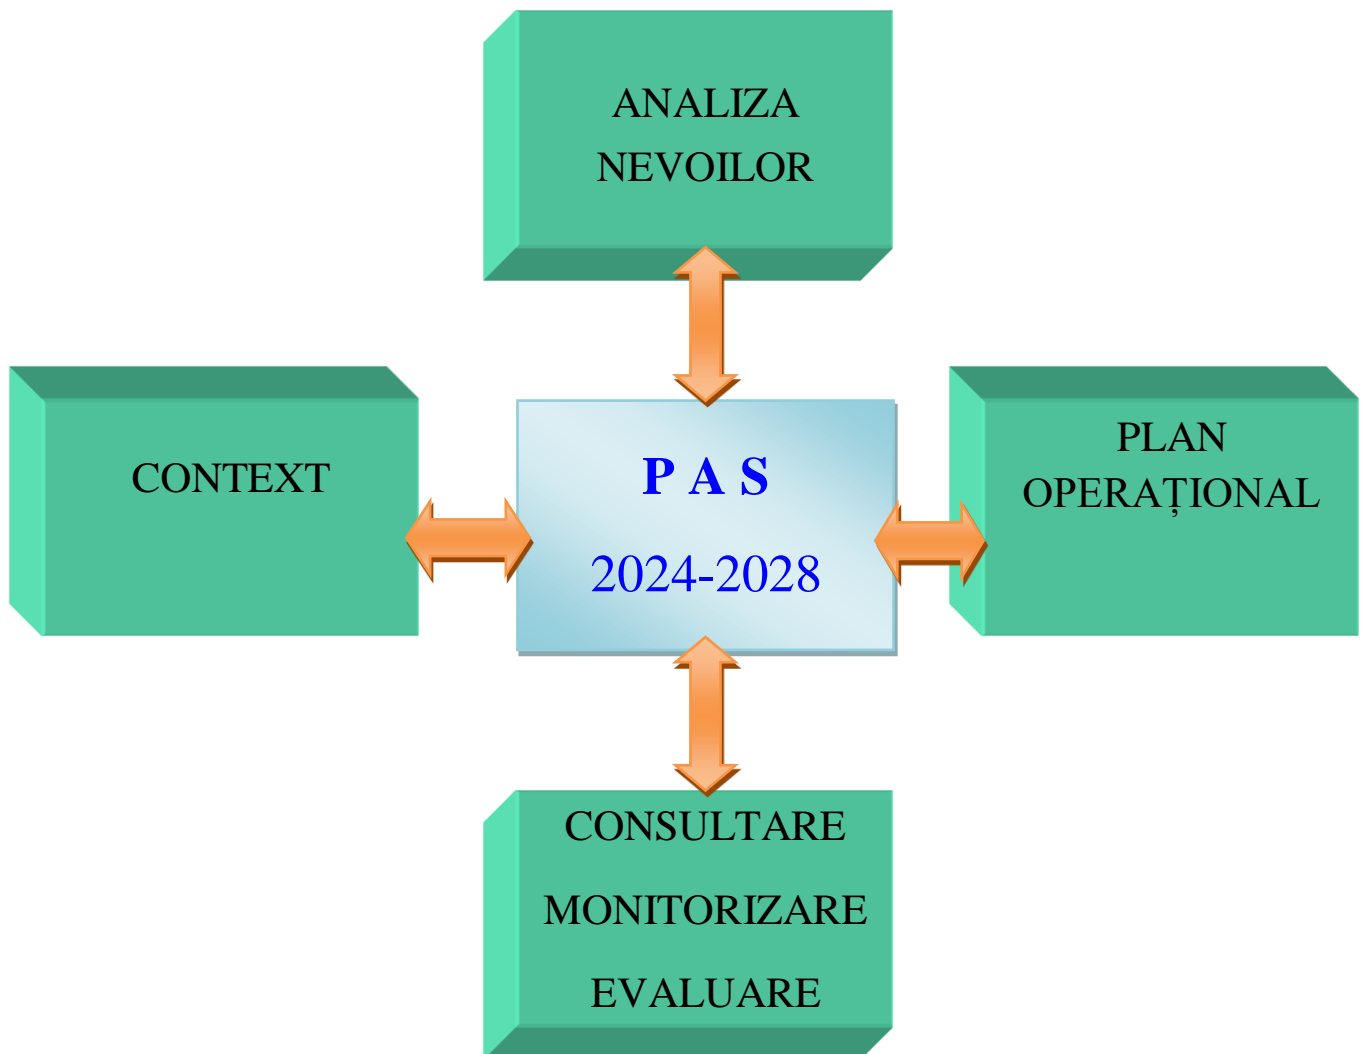 ANALIZA
NEVOILOR
CONTEXT
P A S
2024-2028
PLAN
OPERAȚIONAL
CONSULTARE
MONITORIZARE
EVALUARE